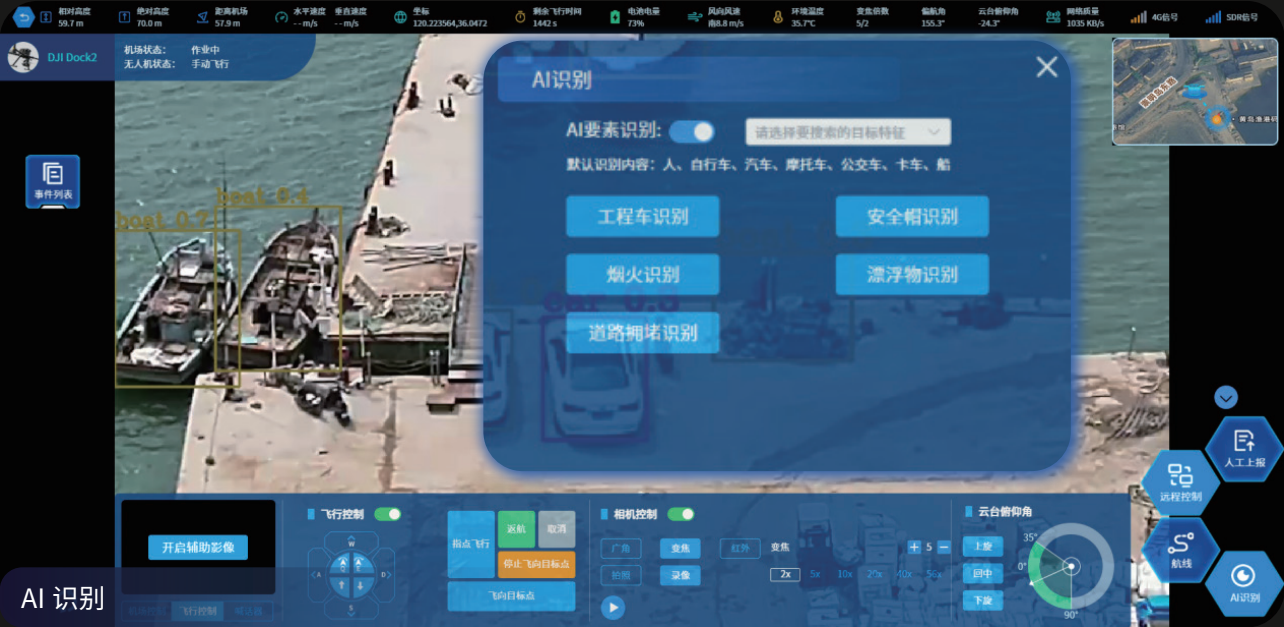 相对高度
59.7 m
绝对高度
70.0 m
距离机场
57.9 m
水平速度
--m/s
垂直速度
--m/s
坐标
120.223564,36.0472
剩余飞行时间
1442 s
电池电量
73%
风向风速
南8.8 m/s
环境温度
35.7°C
变焦倍数
5/2
偏航角
155.3°
云台俯仰角
-24.3°
网络质量
1035 KB/s
4G信号
SDR信号
DJI Dock2
机场状态： 作业中
无人机状态： 手动飞行
事件列表
boat 0.4
boat 0.7
AI识别
AI要素识别:
请选择要搜索的目标特征
默认识别内容：人、自行车、汽车、摩托车、公交车、卡车、船
工程车识别
安全帽识别
烟火识别
漂浮物识别
道路拥堵识别
人工上报
远程控制
航线
AI识别
开启辅助影像
飞行控制
W
A
D
S
指点飞行
返航
取消
停止飞向目标点
飞向目标点
相机控制
广角
变焦
红外
拍照
录像
变焦
5
2x 5x 10x 20x 40x 56x
云台俯仰角
上旋
回中
下旋
35°
0°
90°
机场控制 飞行控制 喊话器
AI 识别